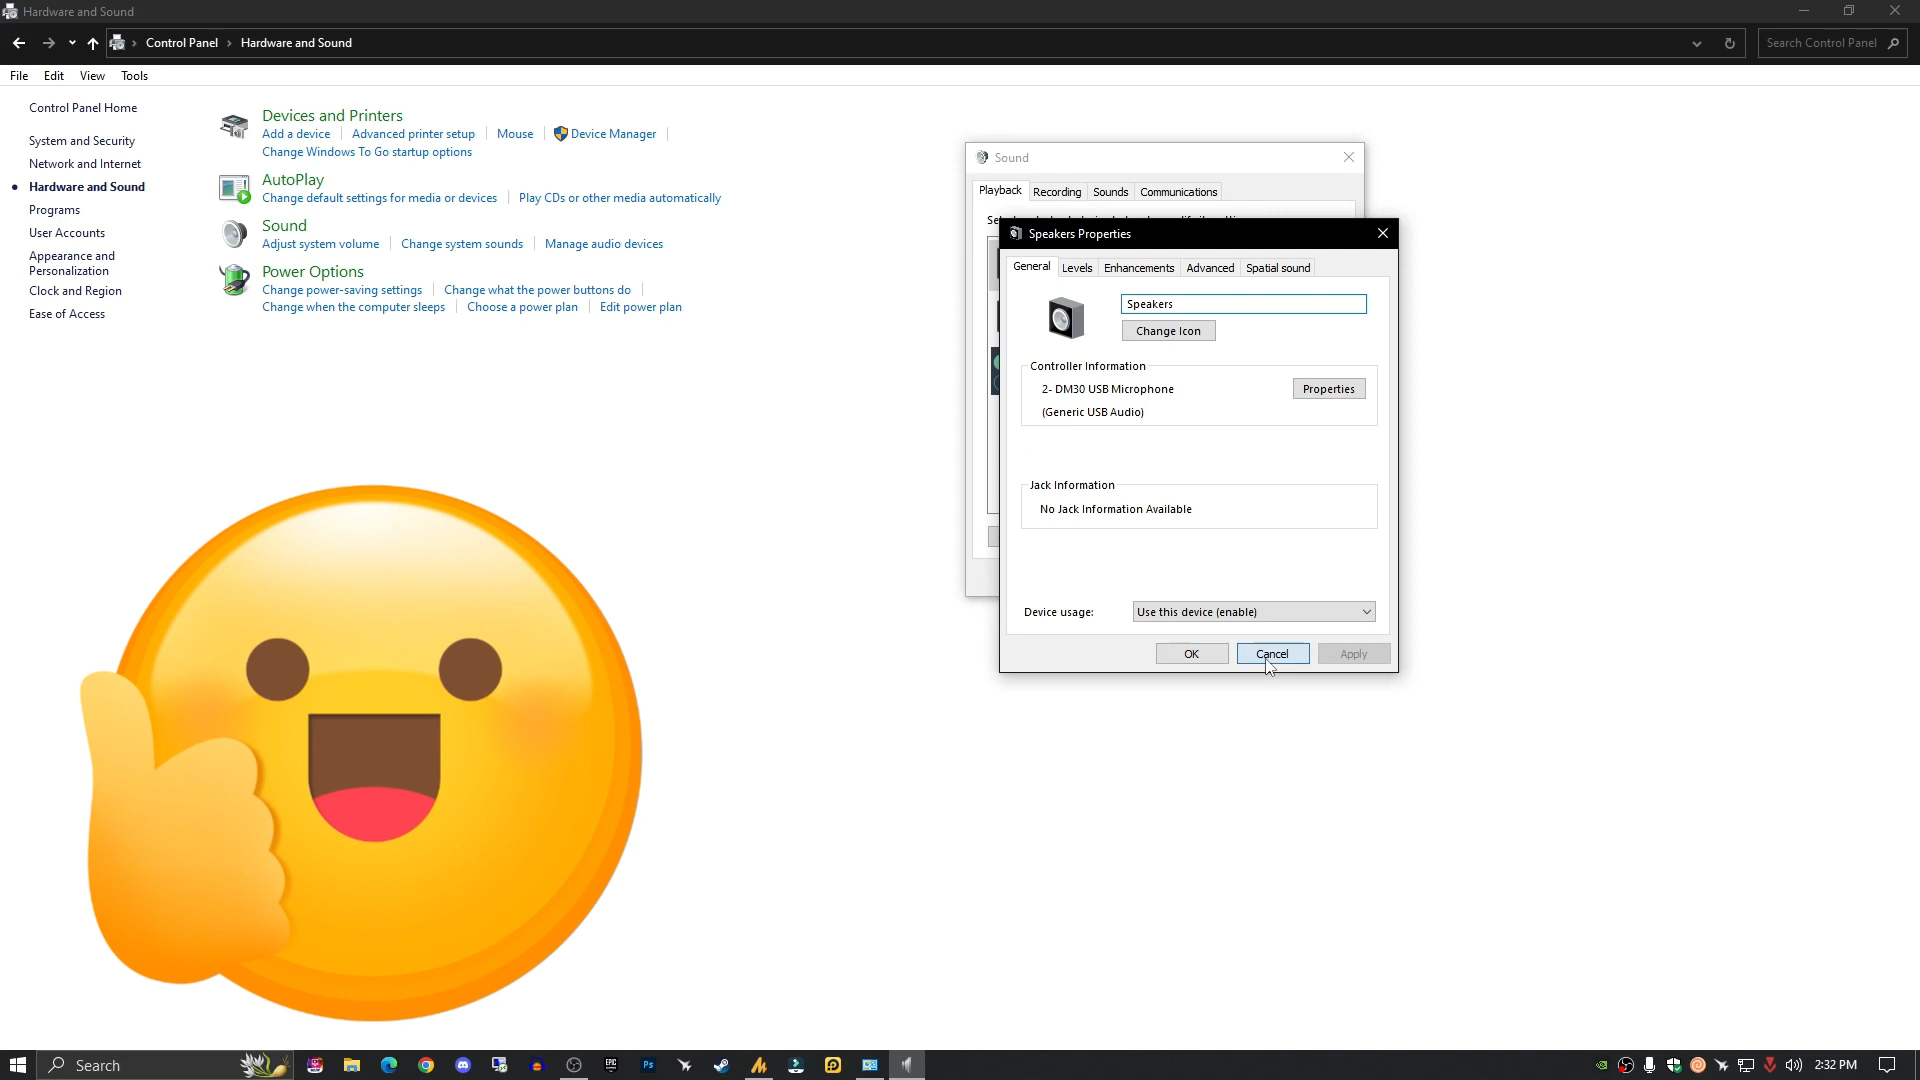 Hardware and Sound
Control Panel
Hardware and Sound
Search Control Panel
File Edit View Tools
Control Panel Home
System and Security
Network and Internet
Hardware and Sound
Programs
User Accounts
Appearance and
Personalization
Clock and Region
Ease of Access
Devices and Printers
Add a device
Advanced printer setup
Mouse
Device Manager
Change Windows To Go startup options
AutoPlay
Change default settings for media or devices
Play CDs or other media automatically
Sound
Adjust system volume
Change system sounds
Manage audio devices
Power Options
Change power-saving settings
Change what the power buttons do
Change when the computer sleeps
Choose a power plan
Edit power plan
Sound
Playback Recording Sounds Communications
Speakers Properties
General Levels Enhancements Advanced Spatial sound
Speakers
Change Icon
Controller Information
2- DM30 USB Microphone
Properties
(Generic USB Audio)
Jack Information
No Jack Information Available
Device usage:
Use this device (enable)
OK
Cancel
Apply
Search
EPIC
Ps
2:32 PM